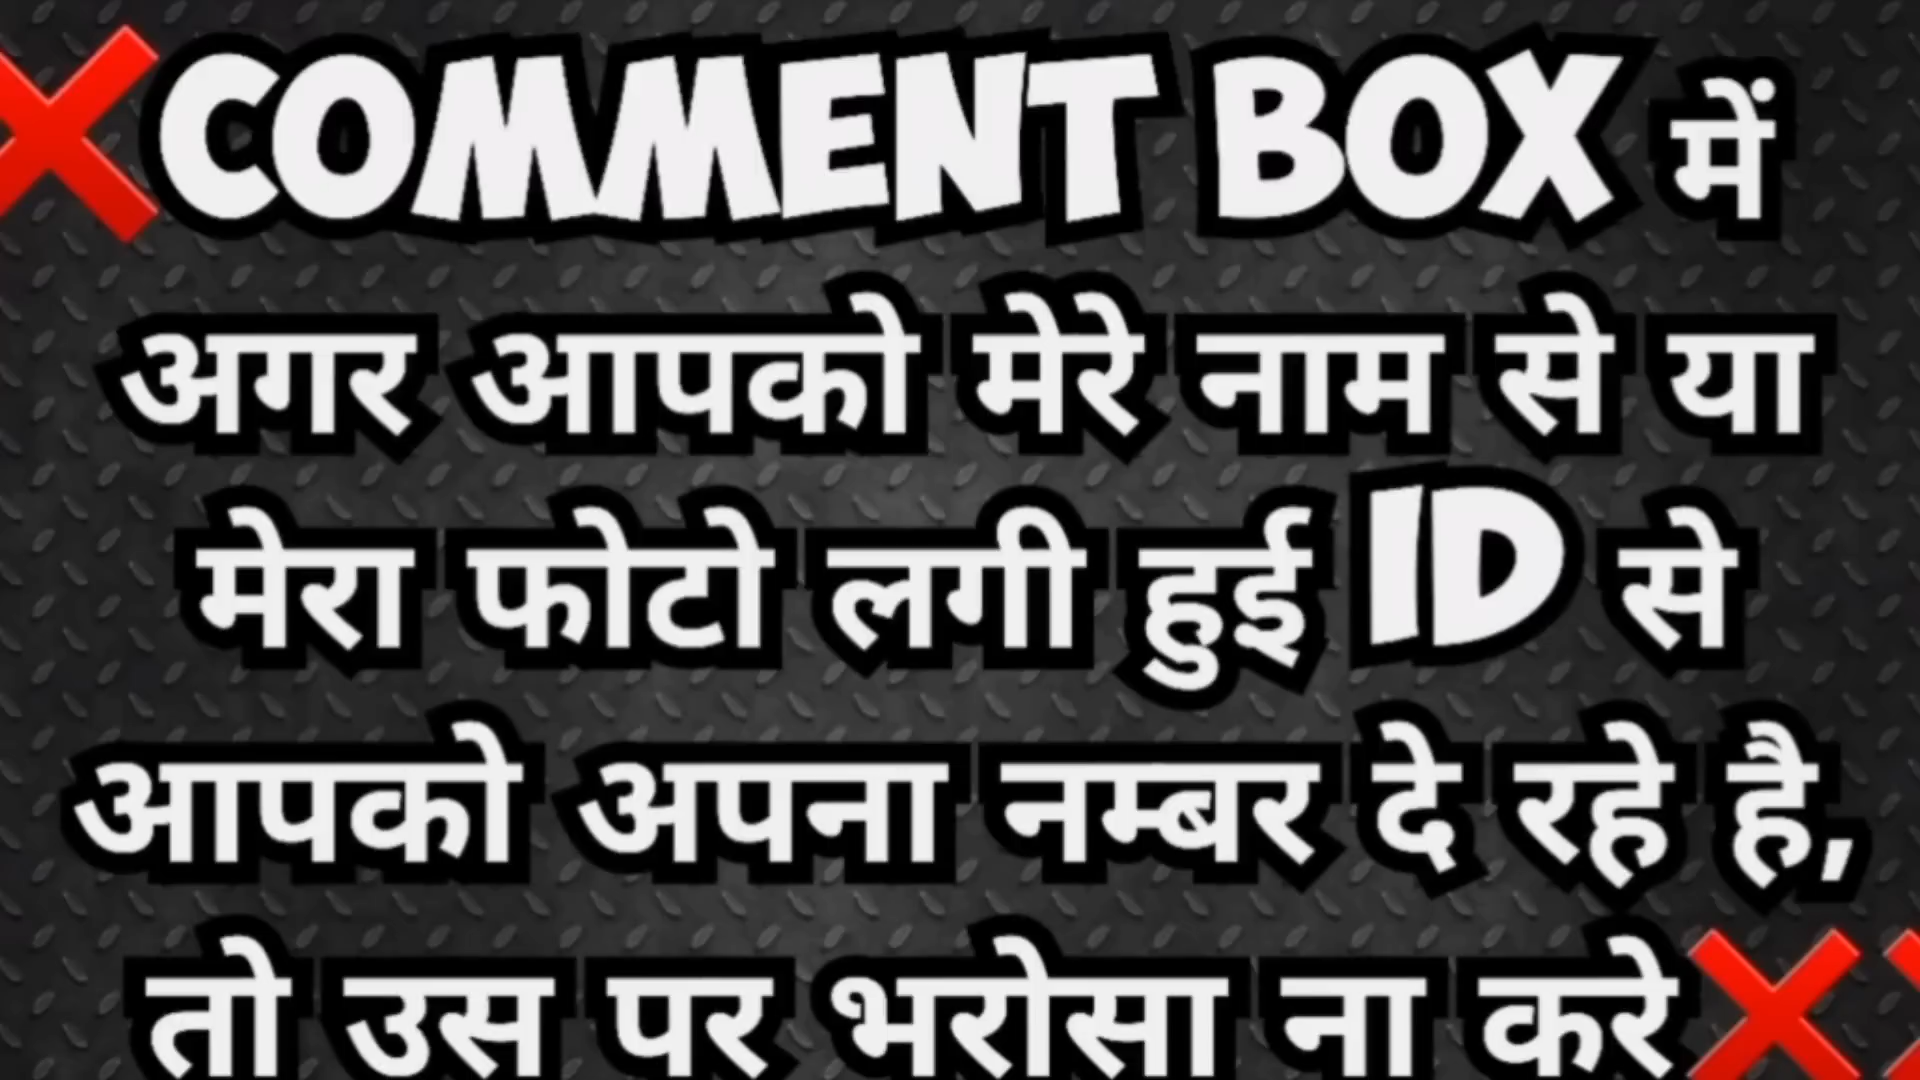 ❌COMMENT BOX में
अगर आपको मेरे नाम से या
मेरा फोटो लगी हुई ID से
आपको अपना नम्बर दे रहे है,
तो उस पर भरोसा ना करे❌❌